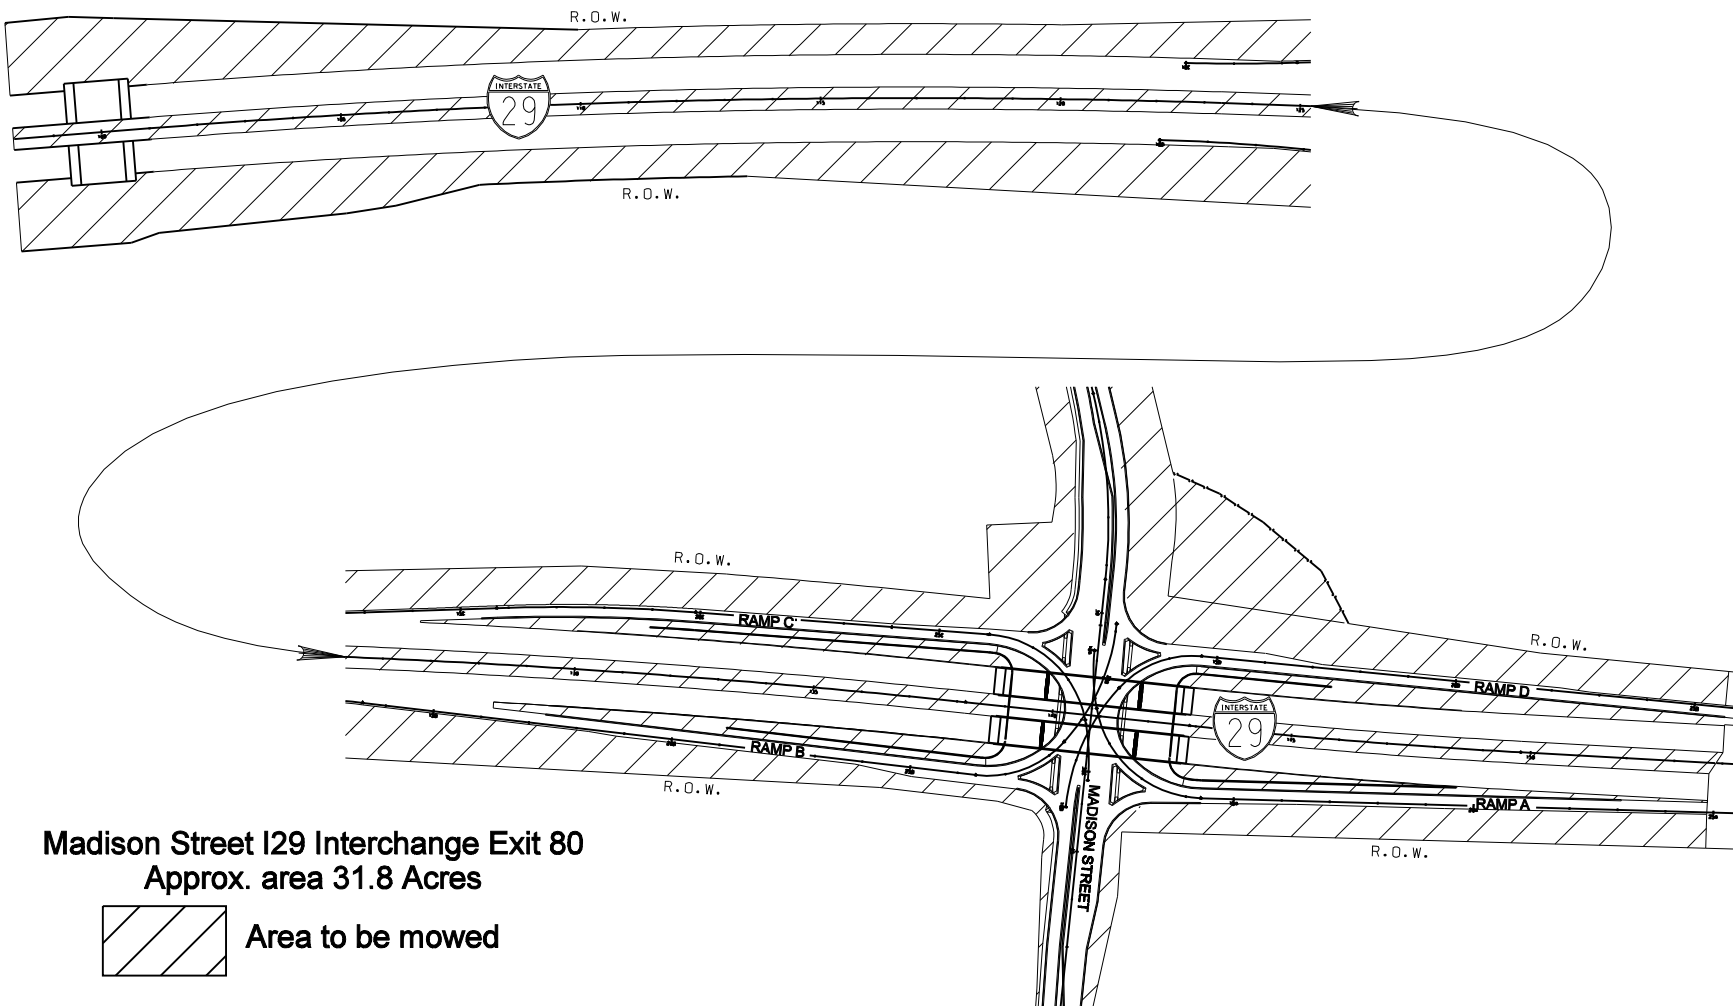 R.O.W.
INTERSTATE
29
R.O.W.
R.O.W.
RAMP C
R.O.W.
RAMP D
INTERSTATE
29
RAMP B
R.O.W.
MADISON STREET
RAMP A
R.O.W.
Madison Street I29 Interchange Exit 80
Approx. area 31.8 Acres
Area to be mowed